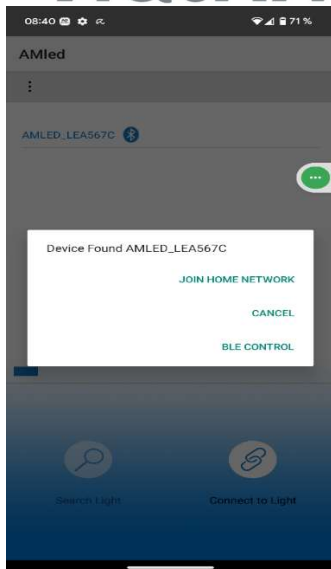 08:40 71 %
AMled
AMLED_LEA567C
Device Found AMLED_LEA567C
JOIN HOME NETWORK
CANCEL
BLE CONTROL
Search Light Connect to Light